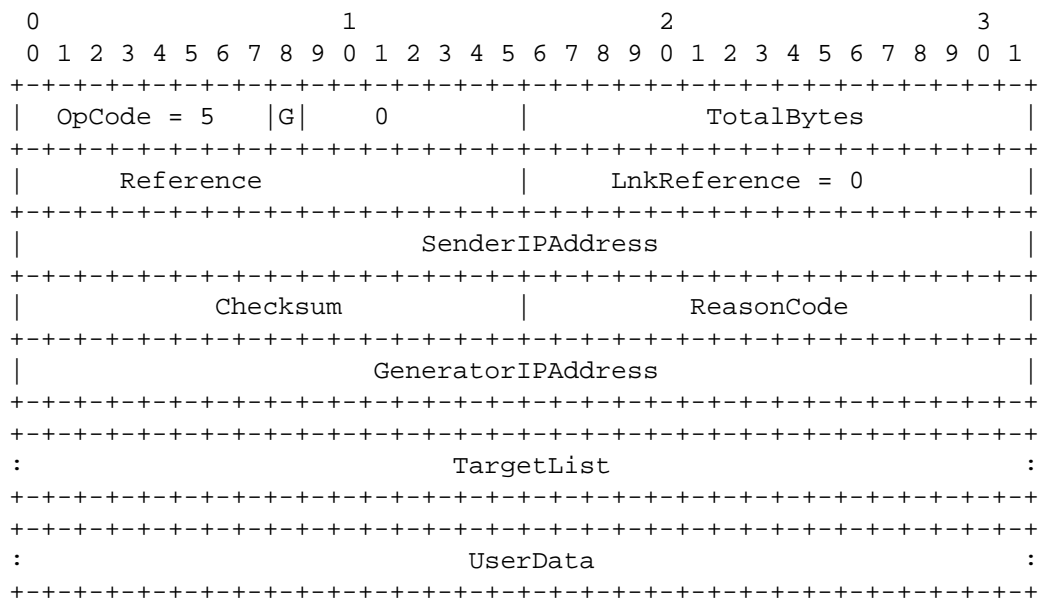 0                   1                   2                   3
 0 1 2 3 4 5 6 7 8 9 0 1 2 3 4 5 6 7 8 9 0 1 2 3 4 5 6 7 8 9 0 1
+-+-+-+-+-+-+-+-+-+-+-+-+-+-+-+-+-+-+-+-+-+-+-+-+-+-+-+-+-+-+-+-+
|  OpCode = 5   |G|    0        |           TotalBytes          |
+-+-+-+-+-+-+-+-+-+-+-+-+-+-+-+-+-+-+-+-+-+-+-+-+-+-+-+-+-+-+-+-+
|      Reference                |     LnkReference = 0          |
+-+-+-+-+-+-+-+-+-+-+-+-+-+-+-+-+-+-+-+-+-+-+-+-+-+-+-+-+-+-+-+-+
|                         SenderIPAddress                       |
+-+-+-+-+-+-+-+-+-+-+-+-+-+-+-+-+-+-+-+-+-+-+-+-+-+-+-+-+-+-+-+-+
|            Checksum           |          ReasonCode           |
+-+-+-+-+-+-+-+-+-+-+-+-+-+-+-+-+-+-+-+-+-+-+-+-+-+-+-+-+-+-+-+-+
|                      GeneratorIPAddress                       |
+-+-+-+-+-+-+-+-+-+-+-+-+-+-+-+-+-+-+-+-+-+-+-+-+-+-+-+-+-+-+-+-+
+-+-+-+-+-+-+-+-+-+-+-+-+-+-+-+-+-+-+-+-+-+-+-+-+-+-+-+-+-+-+-+-+
:                           TargetList                          :
+-+-+-+-+-+-+-+-+-+-+-+-+-+-+-+-+-+-+-+-+-+-+-+-+-+-+-+-+-+-+-+-+
+-+-+-+-+-+-+-+-+-+-+-+-+-+-+-+-+-+-+-+-+-+-+-+-+-+-+-+-+-+-+-+-+
:                            UserData                           :
+-+-+-+-+-+-+-+-+-+-+-+-+-+-+-+-+-+-+-+-+-+-+-+-+-+-+-+-+-+-+-+-+